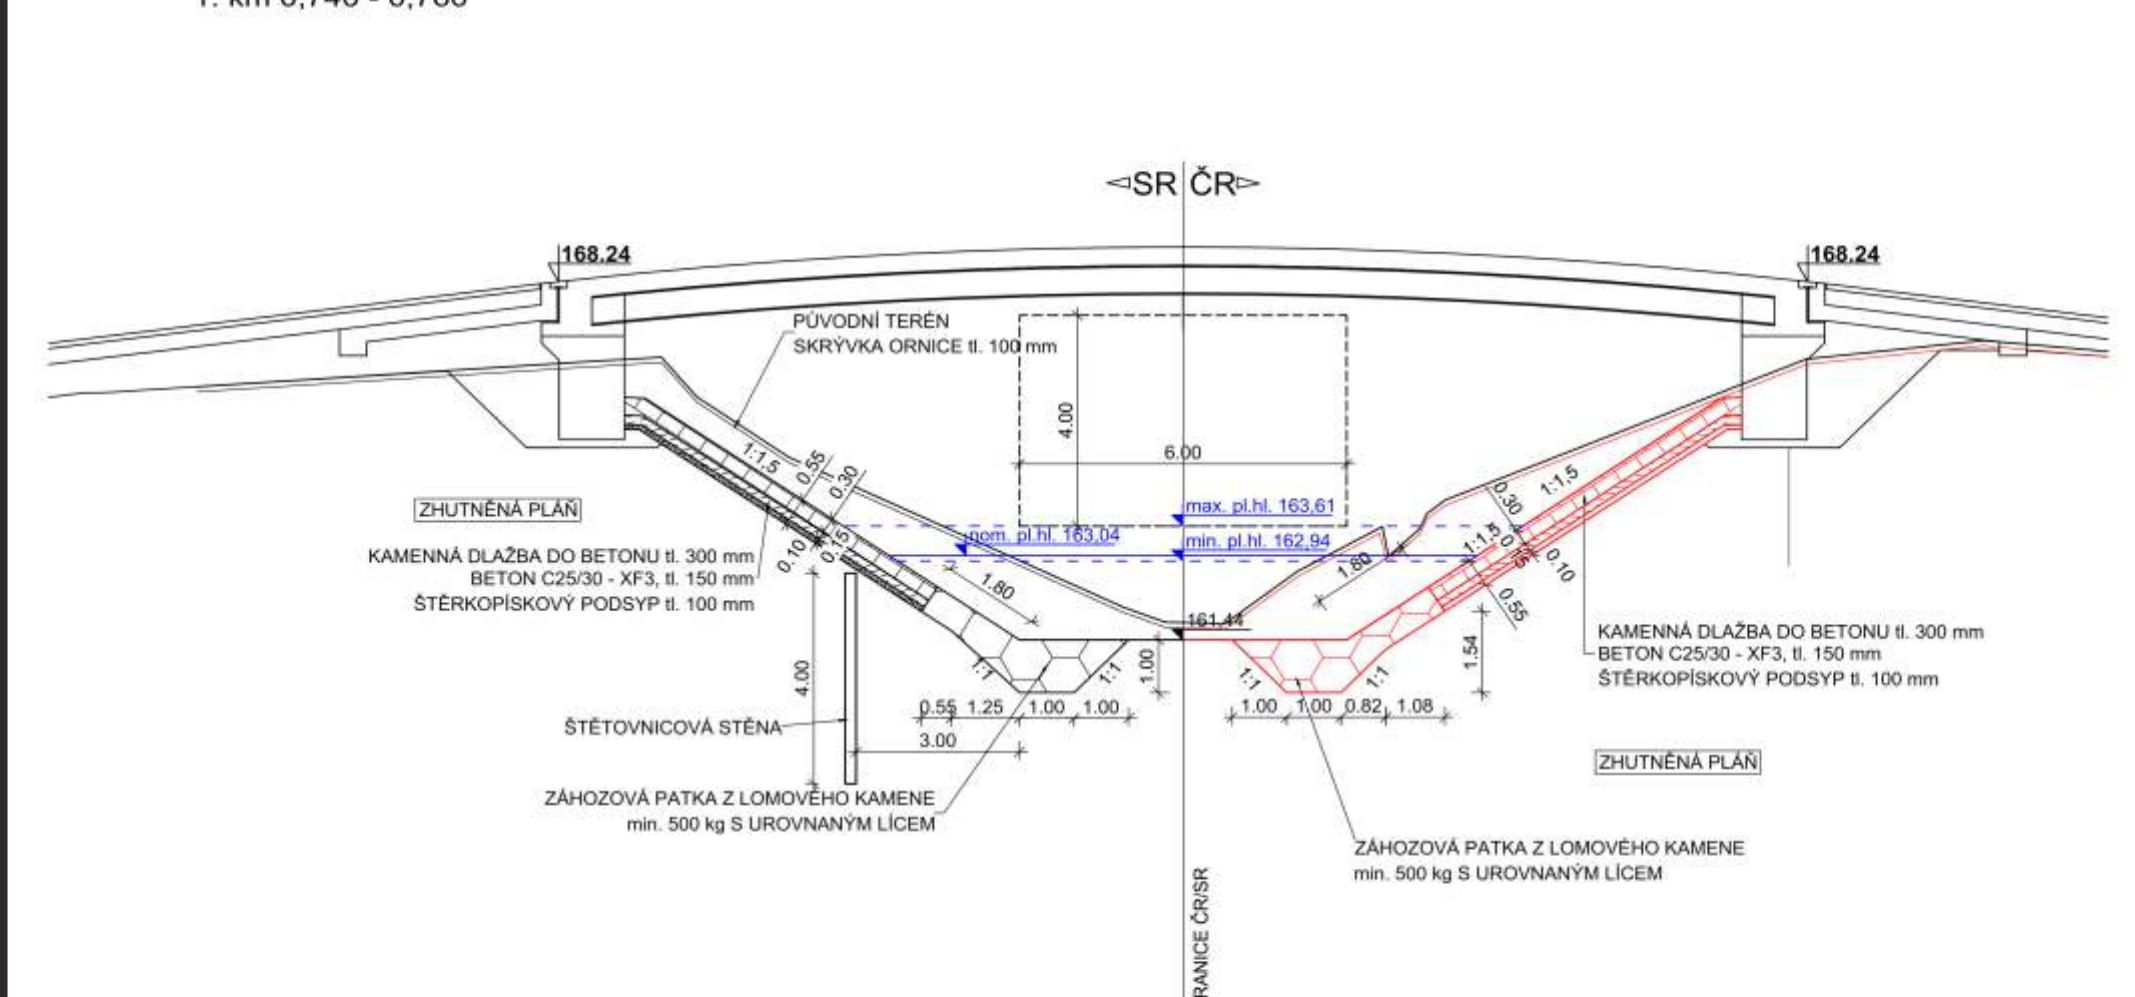 ř. km 0,740 - 0,780
◅SR ČR▻
168,24
168,24
PŮVODNÍ TERÉN
SKRÝVKA ORNICE tl. 100 mm
4.00
6.00
1:1,5
0.55
0.30
0.10
0.15
max. pl.hl. 163,61
nom. pl.hl. 163,04
min. pl.hl. 162,94
161,44
0.30
1:1,5
1:1,5
0.15
0.10
0.55
1.80
1.80
ZHUTNĚNÁ PLÁŇ
KAMENNÁ DLAŽBA DO BETONU tl. 300 mm
BETON C25/30 - XF3, tl. 150 mm
ŠTĚRKOPÍSKOVÝ PODSYP tl. 100 mm
KAMENNÁ DLAŽBA DO BETONU tl. 300 mm
BETON C25/30 - XF3, tl. 150 mm
ŠTĚRKOPÍSKOVÝ PODSYP tl. 100 mm
4.00
1:1
1:1
1.00
1:1
1:1
1.54
0.55 1.25 1.00 1.00
1.00 1.00 0.82 1.08
3.00
ŠTĚTOVNICOVÁ STĚNA
ZHUTNĚNÁ PLÁŇ
ZÁHOZOVÁ PATKA Z LOMOVÉHO KAMENE
min. 500 kg S UROVNANÝM LÍCEM
ZÁHOZOVÁ PATKA Z LOMOVÉHO KAMENE
min. 500 kg S UROVNANÝM LÍCEM
RANICE ČR/SR